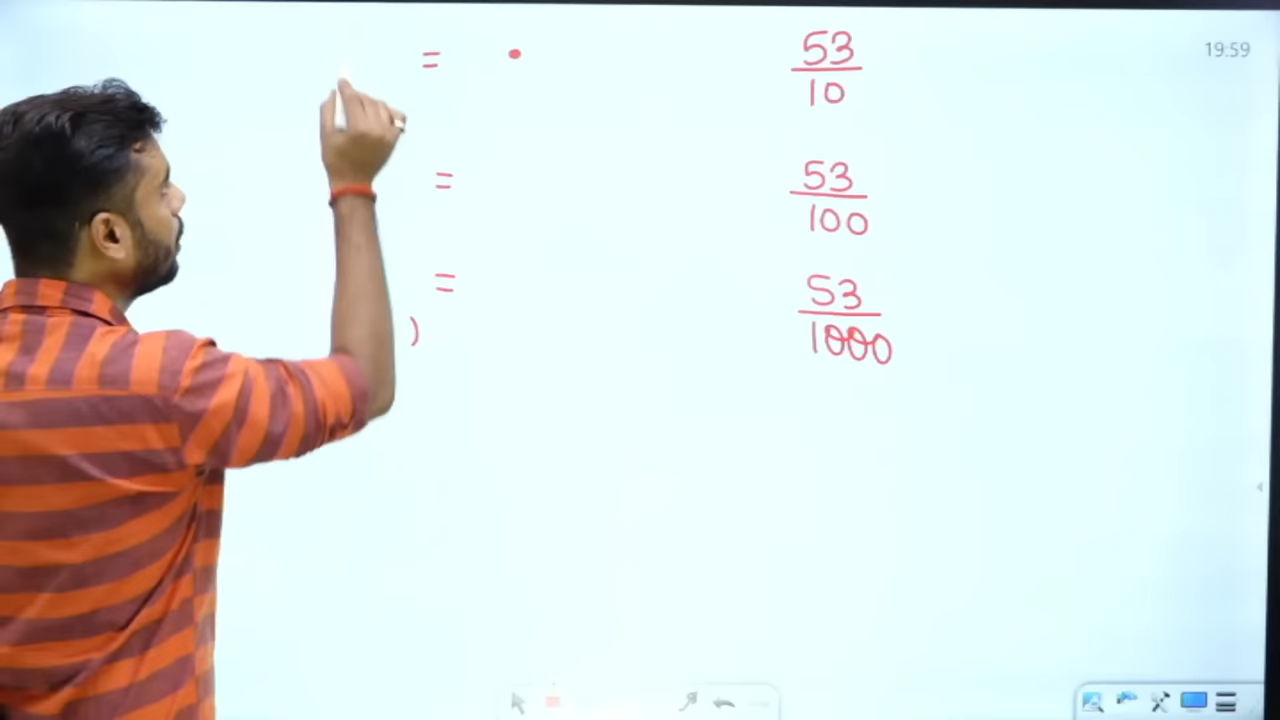 = • 53/10
19:59
= 53/100
= 53/1000
)